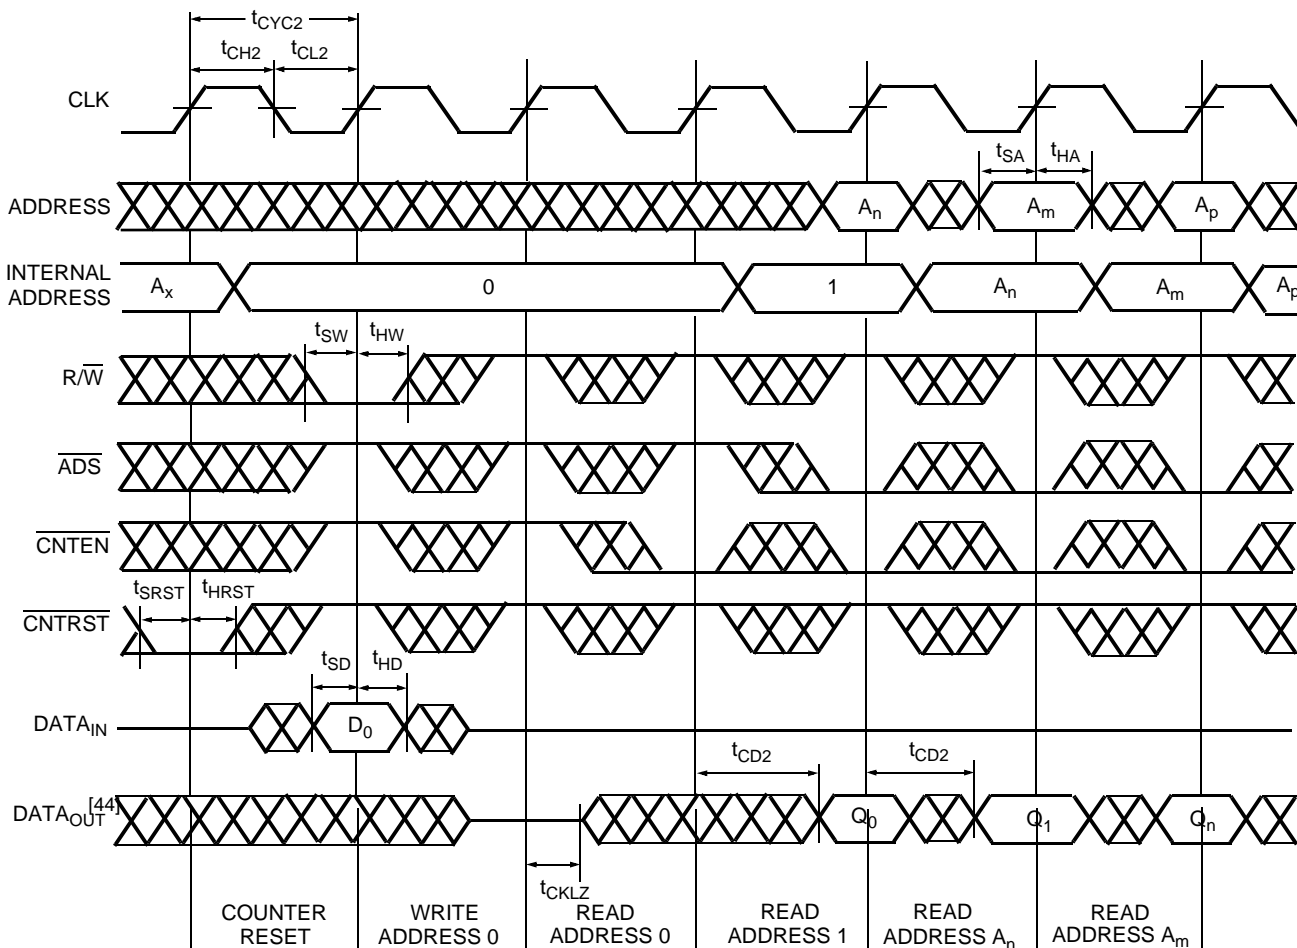 tCYC2
tCH2 tCL2
CLK
tSA tHA
ADDRESS An Am Ap
INTERNAL
ADDRESS
Ax 0 1 An Am Ap
tSW tHW
R/W
ADS
CNTEN
tSRST tHRST
CNTRST
tSD tHD
DATAIN D0
tCD2 tCD2
DATAOUT[44] Q0 Q1 Qn
tCKLZ
COUNTER
RESET
WRITE
ADDRESS 0
READ
ADDRESS 0
READ
ADDRESS 1
READ
ADDRESS An
READ
ADDRESS Am